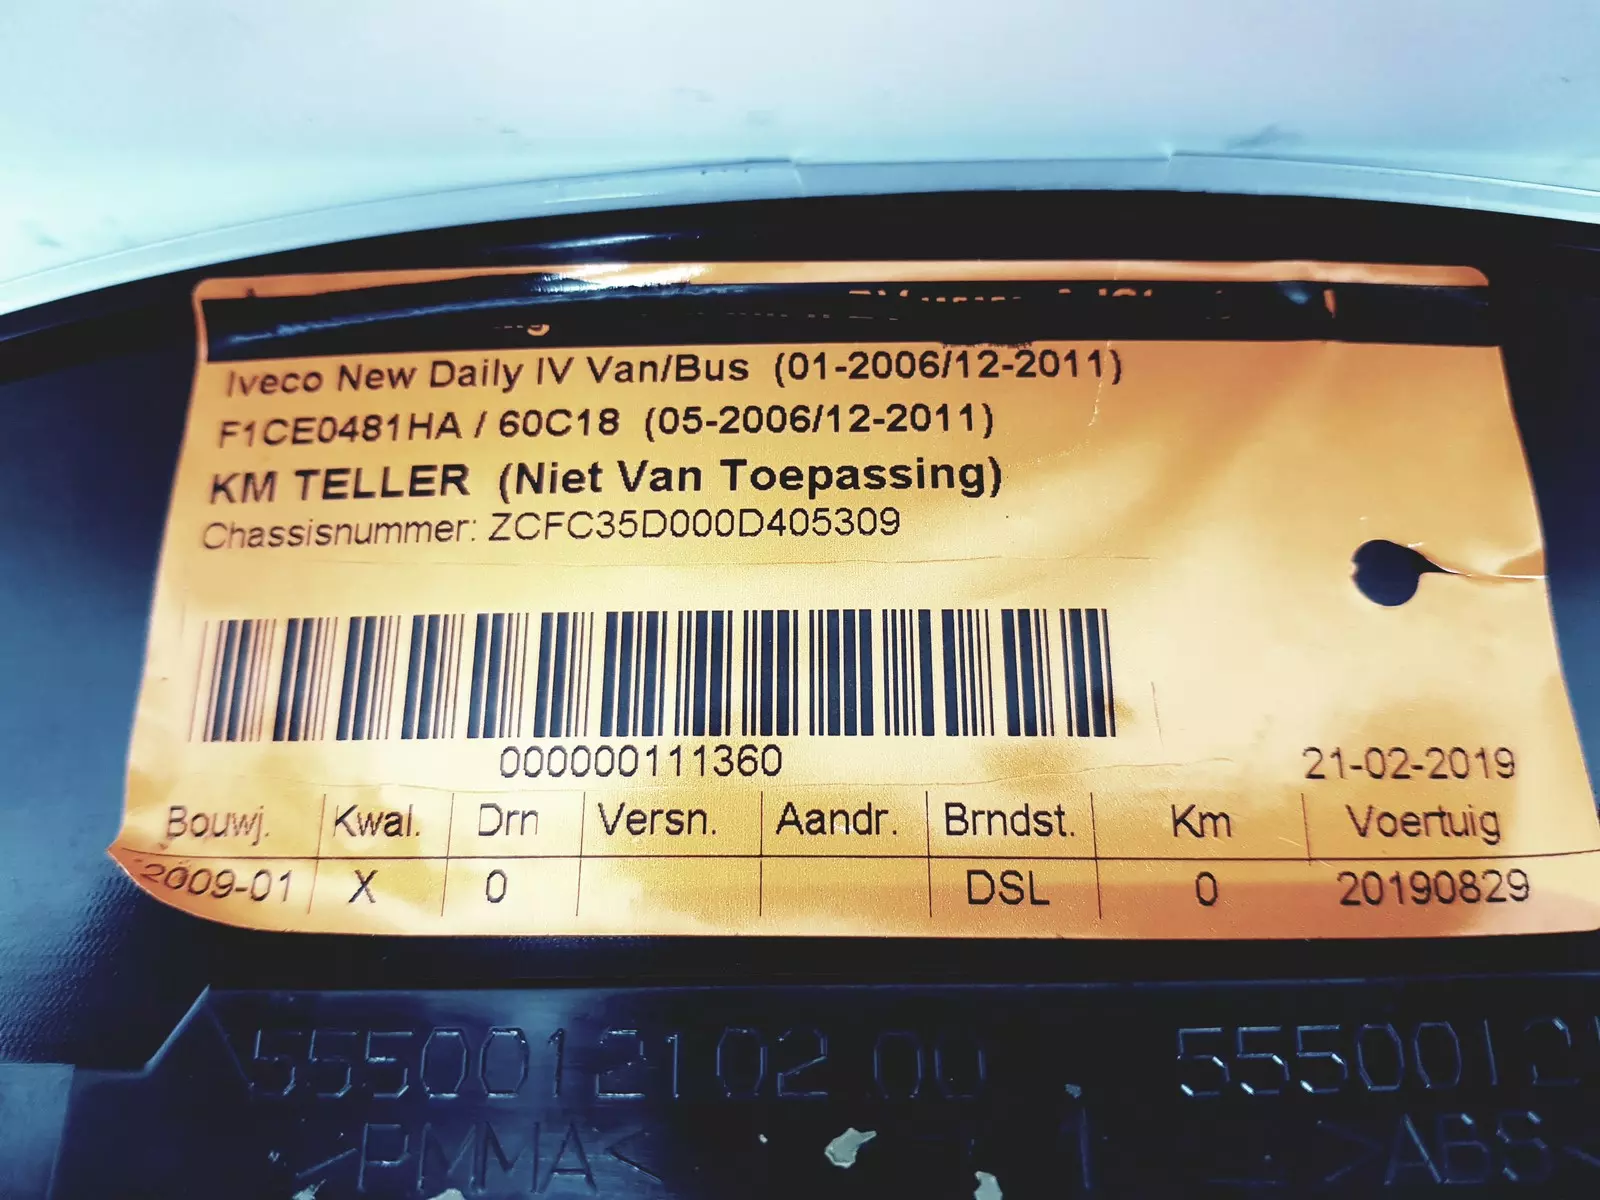 Iveco New Daily IV Van/Bus (01-2006/12-2011)
F1CE0481HA / 60C18 (05-2006/12-2011)
KM TELLER (Niet Van Toepassing)
Chassisnummer: ZCFC35D000D405309
000000111360
21-02-2019
Bouwj. Kwal. Drn Versn. Aandr. Brndst. Km Voertuig
2009-01 X 0 DSL 0 20190829
5550012102.00 5550012
>PMMA< 1 >ABS<